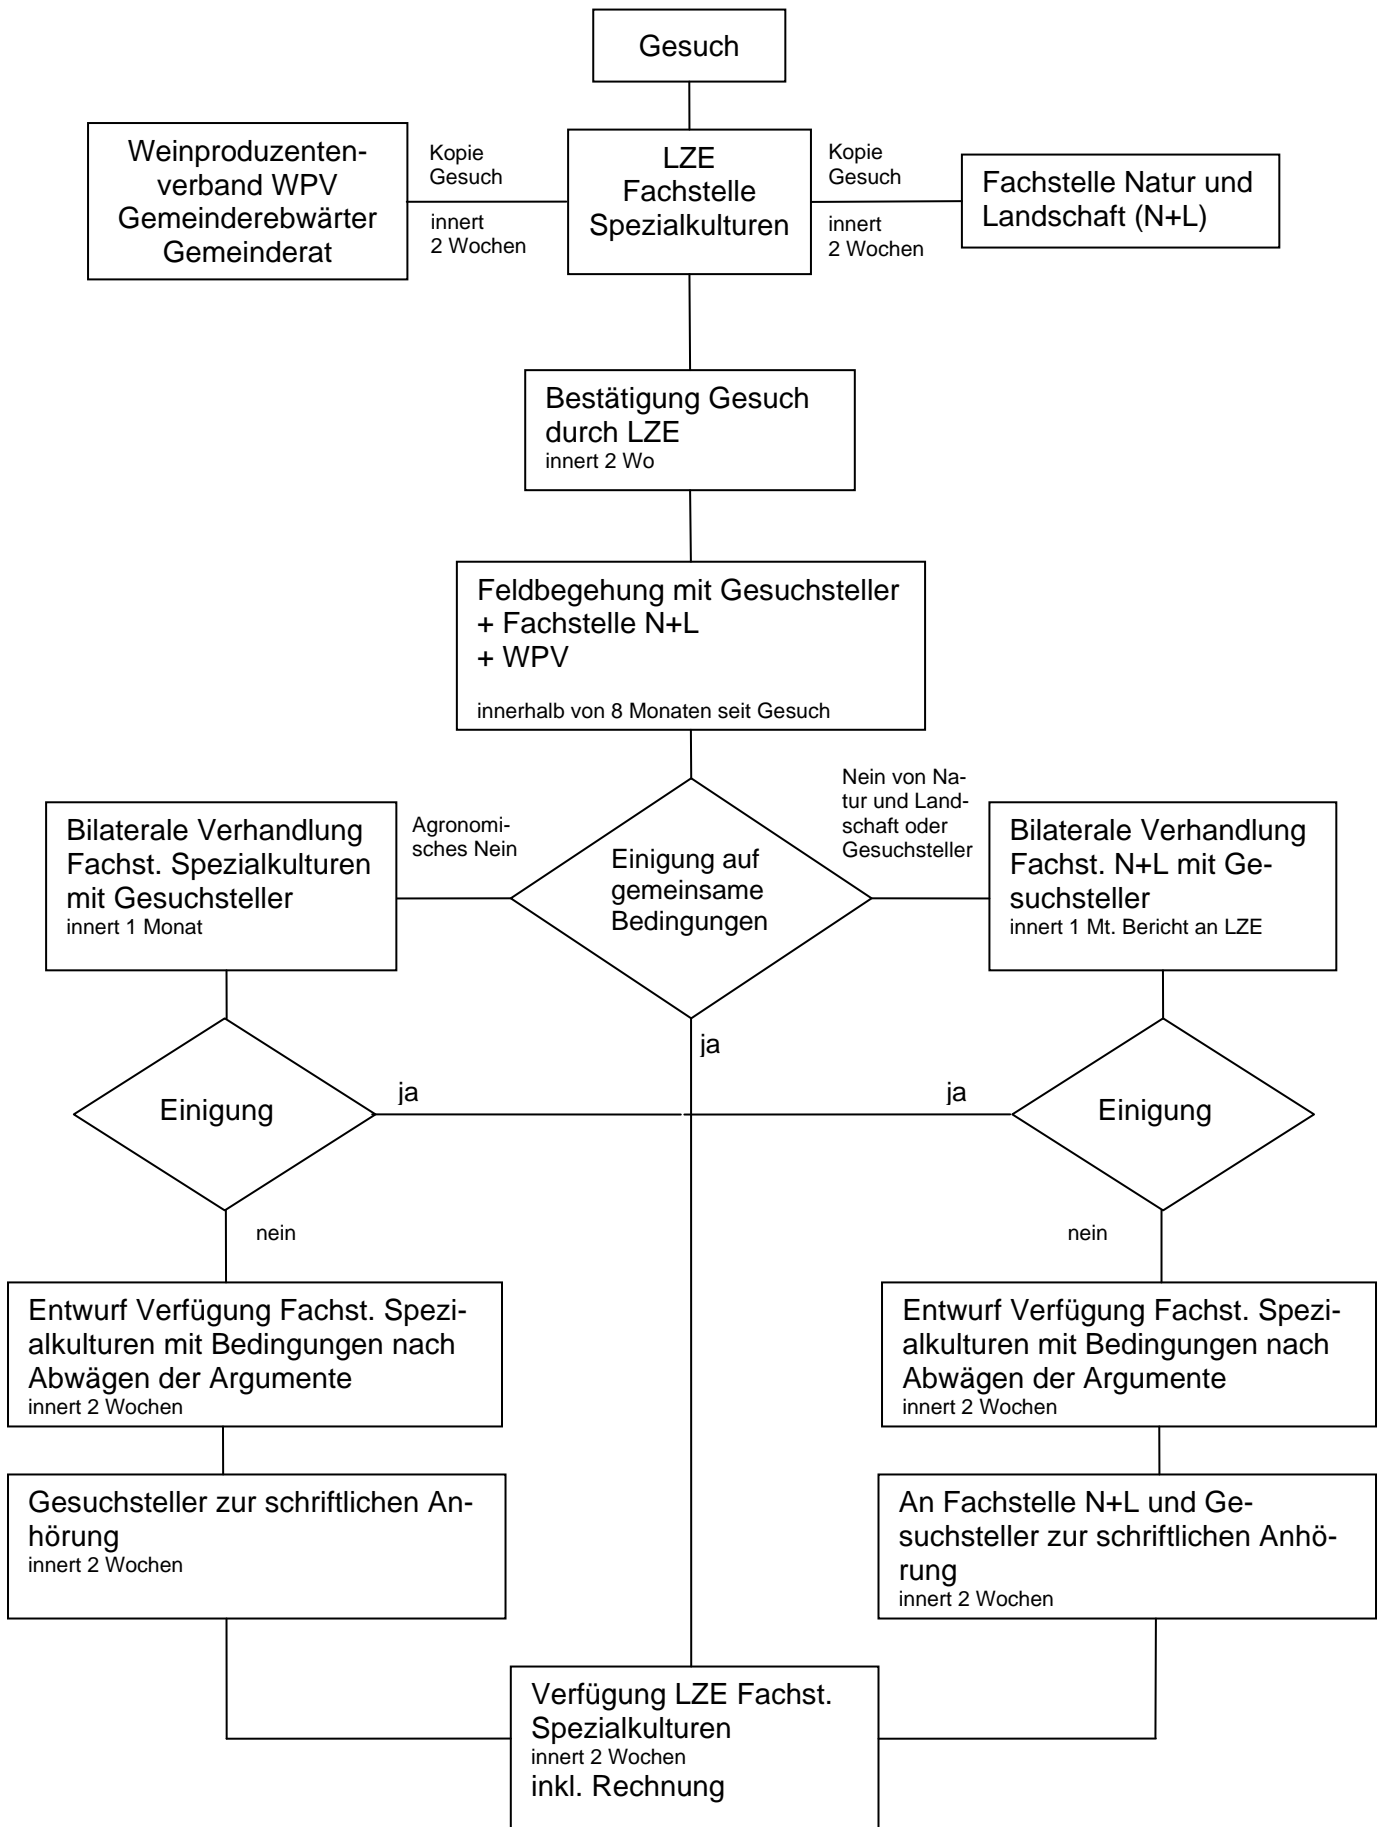 Gesuch
Weinproduzenten-
verband WPV
Gemeinderebwärter
Gemeinderat
Kopie
Gesuch
innert
2 Wochen
LZE
Fachstelle
Spezialkulturen
Kopie
Gesuch
innert
2 Wochen
Fachstelle Natur und
Landschaft (N+L)
Bestätigung Gesuch
durch LZE
innert 2 Wo
Feldbegehung mit Gesuchsteller
+ Fachstelle N+L
+ WPV
innerhalb von 8 Monaten seit Gesuch
Bilaterale Verhandlung
Fachst. Spezialkulturen
mit Gesuchsteller
innert 1 Monat
Agronomi-
sches Nein
Einigung auf
gemeinsame
Bedingungen
Nein von Na-
tur und Land-
schaft oder
Gesuchsteller
Bilaterale Verhandlung
Fachst. N+L mit Ge-
suchsteller
innert 1 Mt. Bericht an LZE
ja
Einigung
ja
ja
Einigung
nein
nein
Entwurf Verfügung Fachst. Spezi-
alkulturen mit Bedingungen nach
Abwägen der Argumente
innert 2 Wochen
Entwurf Verfügung Fachst. Spezi-
alkulturen mit Bedingungen nach
Abwägen der Argumente
innert 2 Wochen
Gesuchsteller zur schriftlichen An-
hörung
innert 2 Wochen
An Fachstelle N+L und Ge-
suchsteller zur schriftlichen Anhö-
rung
innert 2 Wochen
Verfügung LZE Fachst.
Spezialkulturen
innert 2 Wochen
inkl. Rechnung